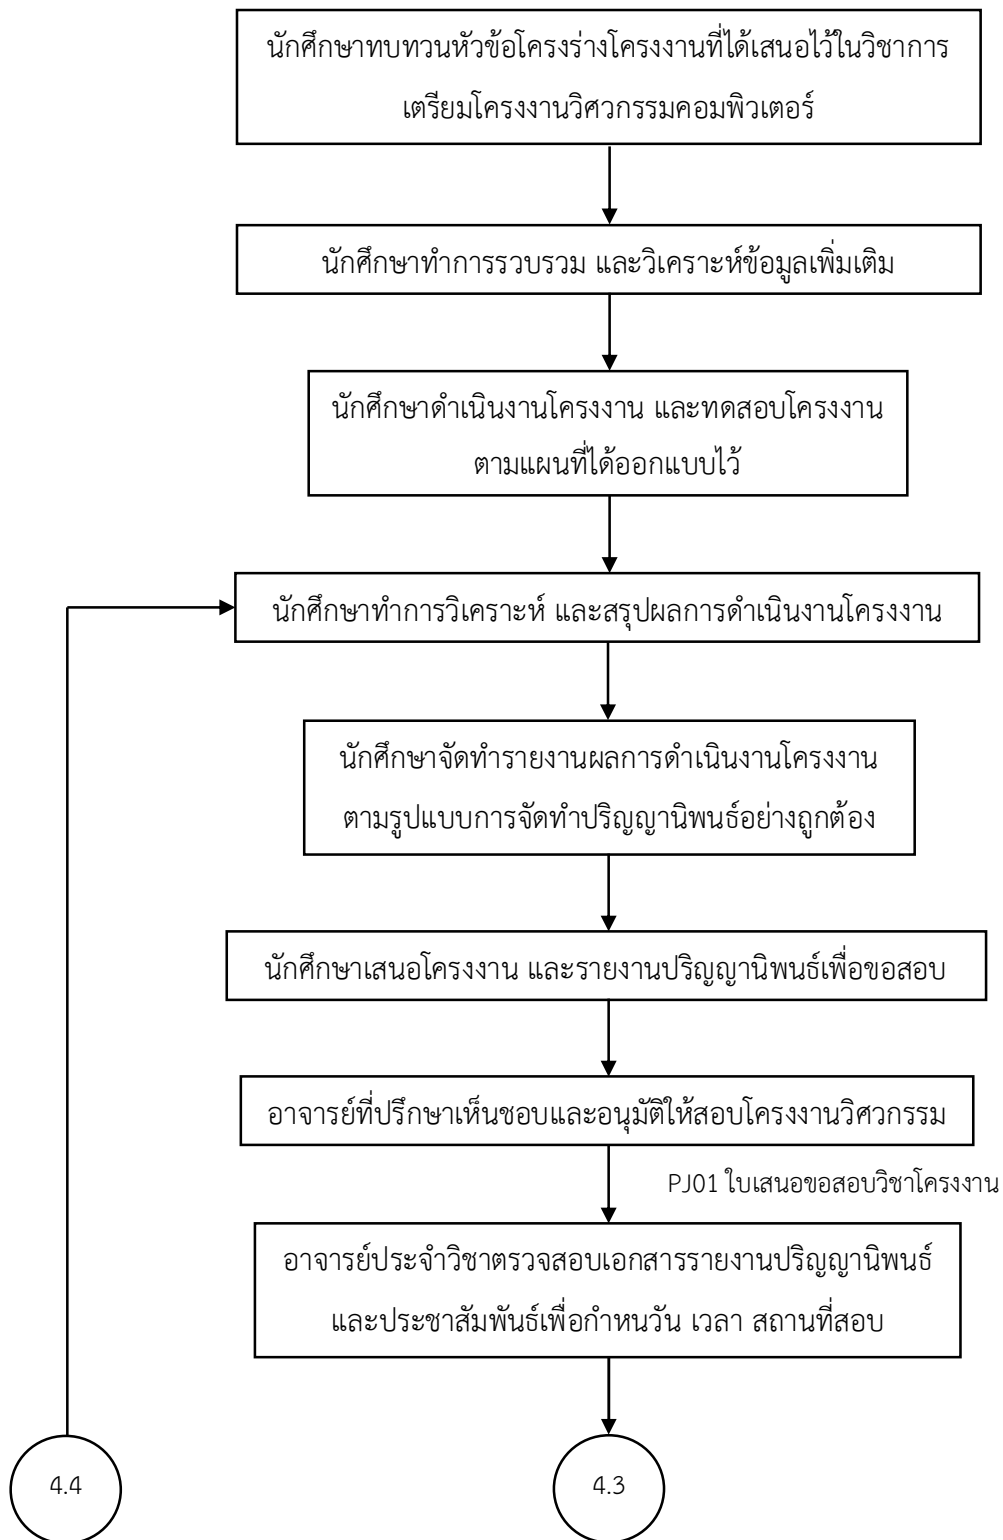 นักศึกษาทบทวนหัวข้อโครงร่างโครงงานที่ได้เสนอไว้ในวิชาการ
เตรียมโครงงานวิศวกรรมคอมพิวเตอร์
นักศึกษาทำการรวบรวม และวิเคราะห์ข้อมูลเพิ่มเติม
นักศึกษาดำเนินงานโครงงาน และทดสอบโครงงาน
ตามแผนที่ได้ออกแบบไว้
นักศึกษาทำการวิเคราะห์ และสรุปผลการดำเนินงานโครงงาน
นักศึกษาจัดทำรายงานผลการดำเนินงานโครงงาน
ตามรูปแบบการจัดทำปริญญานิพนธ์อย่างถูกต้อง
นักศึกษาเสนอโครงงาน และรายงานปริญญานิพนธ์เพื่อขอสอบ
อาจารย์ที่ปรึกษาเห็นชอบและอนุมัติให้สอบโครงงานวิศวกรรม
PJ01 ใบเสนอขอสอบวิชาโครงงาน
อาจารย์ประจำวิชาตรวจสอบเอกสารรายงานปริญญานิพนธ์
และประชาสัมพันธ์เพื่อกำหนวัน เวลา สถานที่สอบ
4.4
4.3